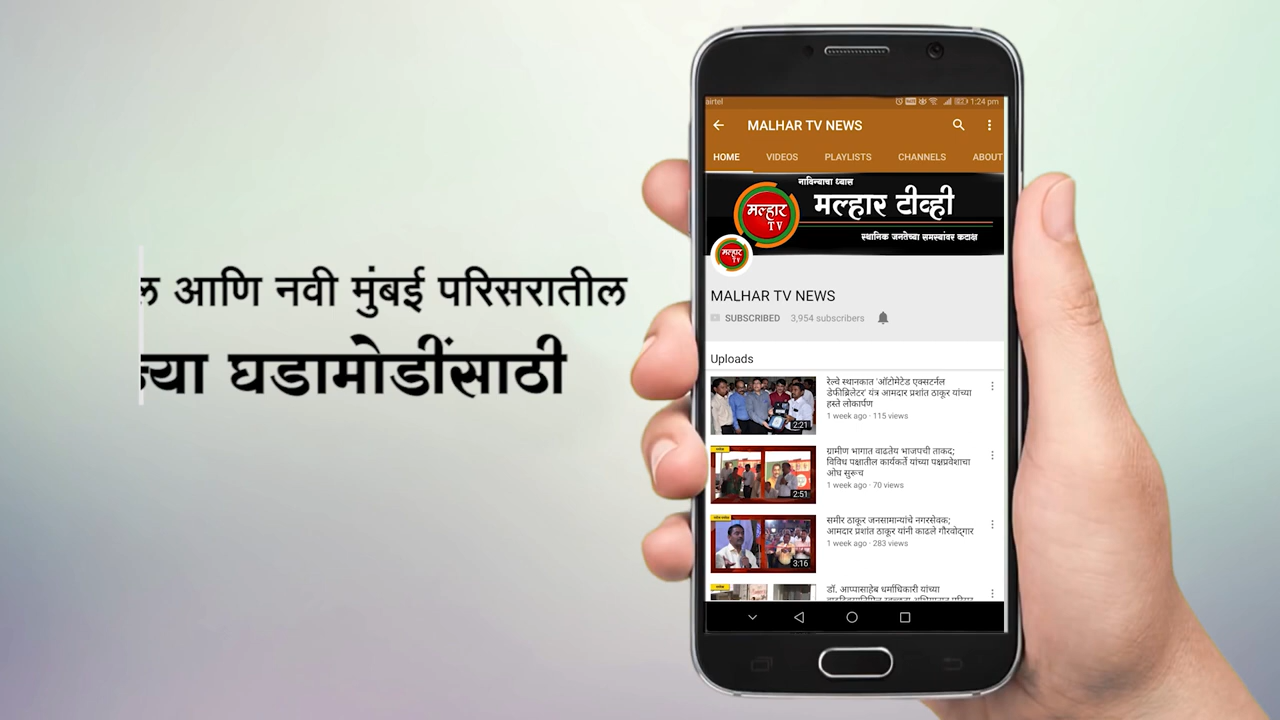 आणि नवी मुंबई परिसरातील
घडामोडींसाठी
airtel
1:24 pm
MALHAR TV NEWS
HOME VIDEOS PLAYLISTS CHANNELS ABOUT
नाविन्याचा ध्यास
मल्हार TV
मल्हार टीव्ही
स्थानिक जनतेच्या समस्यांवर कटाक्ष
मल्हार TV
MALHAR TV NEWS
SUBSCRIBED 3,954 subscribers
Uploads
रेल्वे स्थानकात 'ऑटोमेटेड एक्सटर्नल
डेफीब्रिलेटर' यंत्र आमदार प्रशांत ठाकूर यांच्या
हस्ते लोकार्पण
1 week ago · 115 views
2:21
ग्रामीण भागात वाढतेय भाजपची ताकद;
विविध पक्षातील कार्यकर्ते यांच्या पक्षप्रवेशाचा
ओघ सुरूच
1 week ago · 70 views
2:51
समीर ठाकूर जनसामान्यांचे नगरसेवक;
आमदार प्रशांत ठाकूर यांनी काढले गौरवोद्गार
1 week ago · 283 views
3:16
डॉ. आप्पासाहेब धर्माधिकारी यांच्या